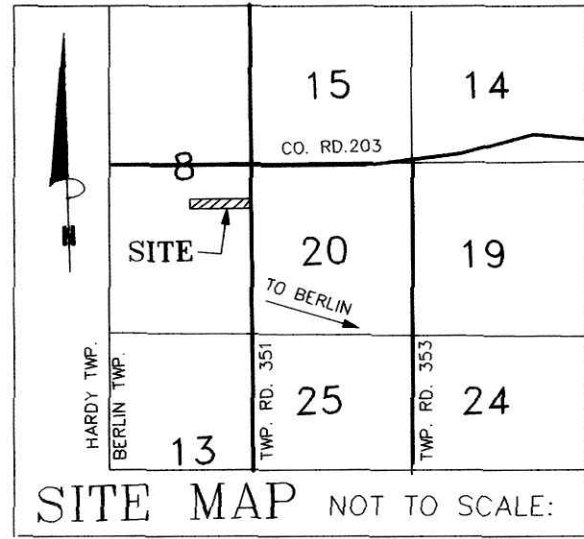 15
14
CO. RD.203
8
N
SITE
20
19
TO BERLIN
HARDY TWP.
BERLIN TWP.
TWP. RD. 351
TWP. RD. 353
13
25
24
SITE MAP NOT TO SCALE: